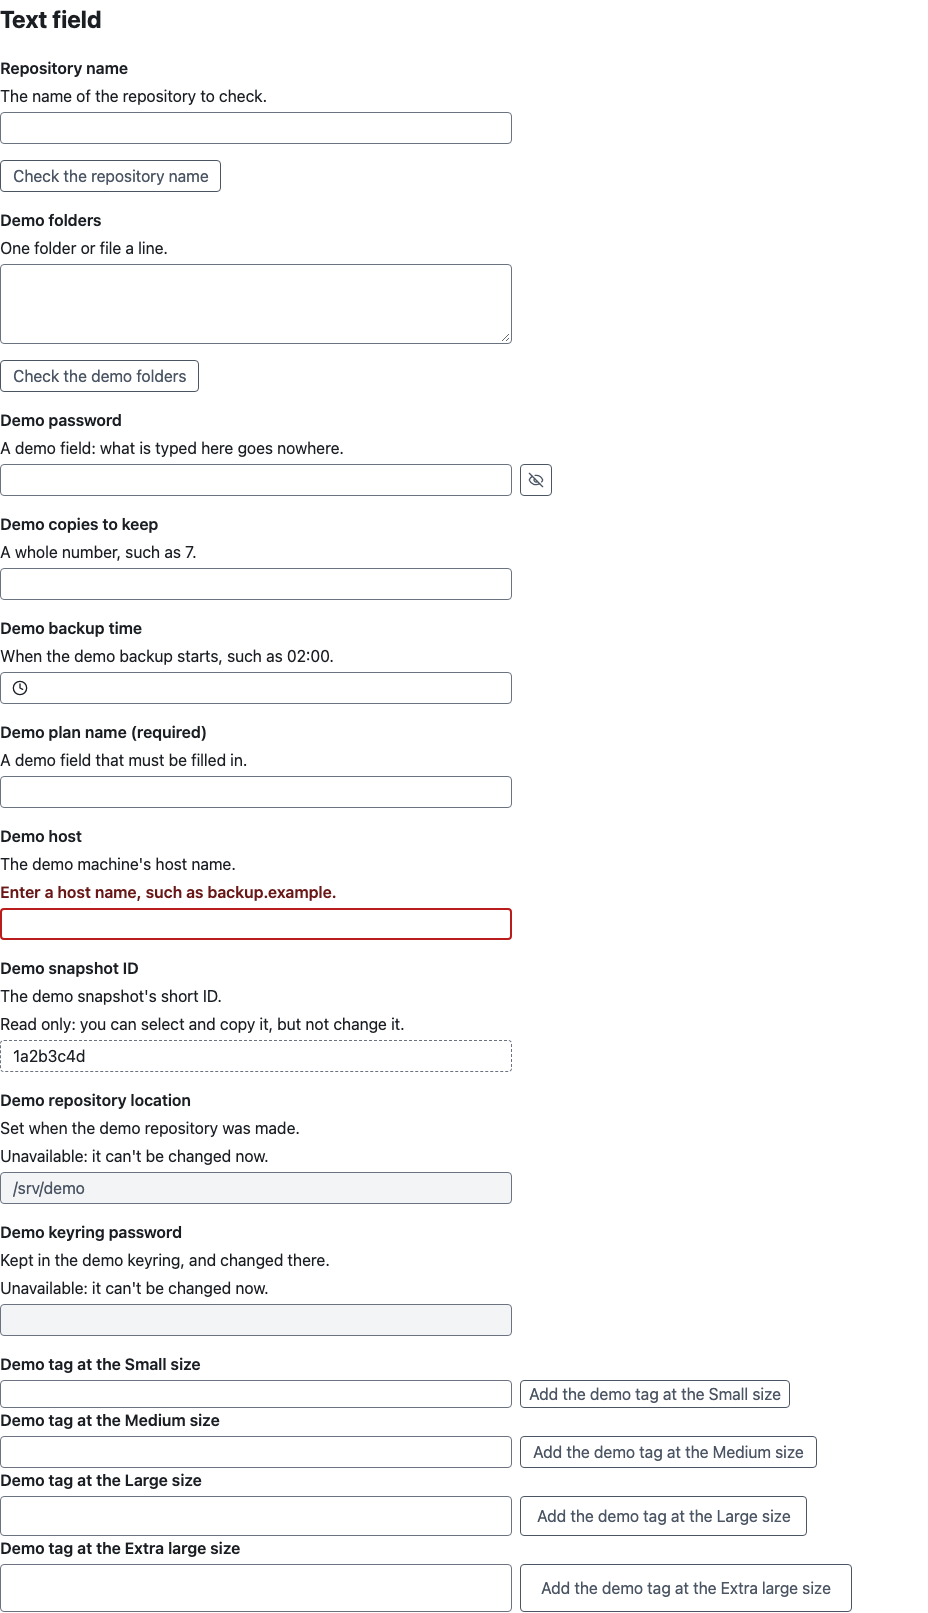 Text field
Repository name
The name of the repository to check.
Check the repository name
Demo folders
One folder or file a line.
Check the demo folders
Demo password
A demo field: what is typed here goes nowhere.
Demo copies to keep
A whole number, such as 7.
Demo backup time
When the demo backup starts, such as 02:00.
Demo plan name (required)
A demo field that must be filled in.
Demo host
The demo machine's host name.
Enter a host name, such as backup.example.
Demo snapshot ID
The demo snapshot's short ID.
Read only: you can select and copy it, but not change it.
1a2b3c4d
Demo repository location
Set when the demo repository was made.
Unavailable: it can't be changed now.
/srv/demo
Demo keyring password
Kept in the demo keyring, and changed there.
Unavailable: it can't be changed now.
Demo tag at the Small size
Add the demo tag at the Small size
Demo tag at the Medium size
Add the demo tag at the Medium size
Demo tag at the Large size
Add the demo tag at the Large size
Demo tag at the Extra large size
Add the demo tag at the Extra large size